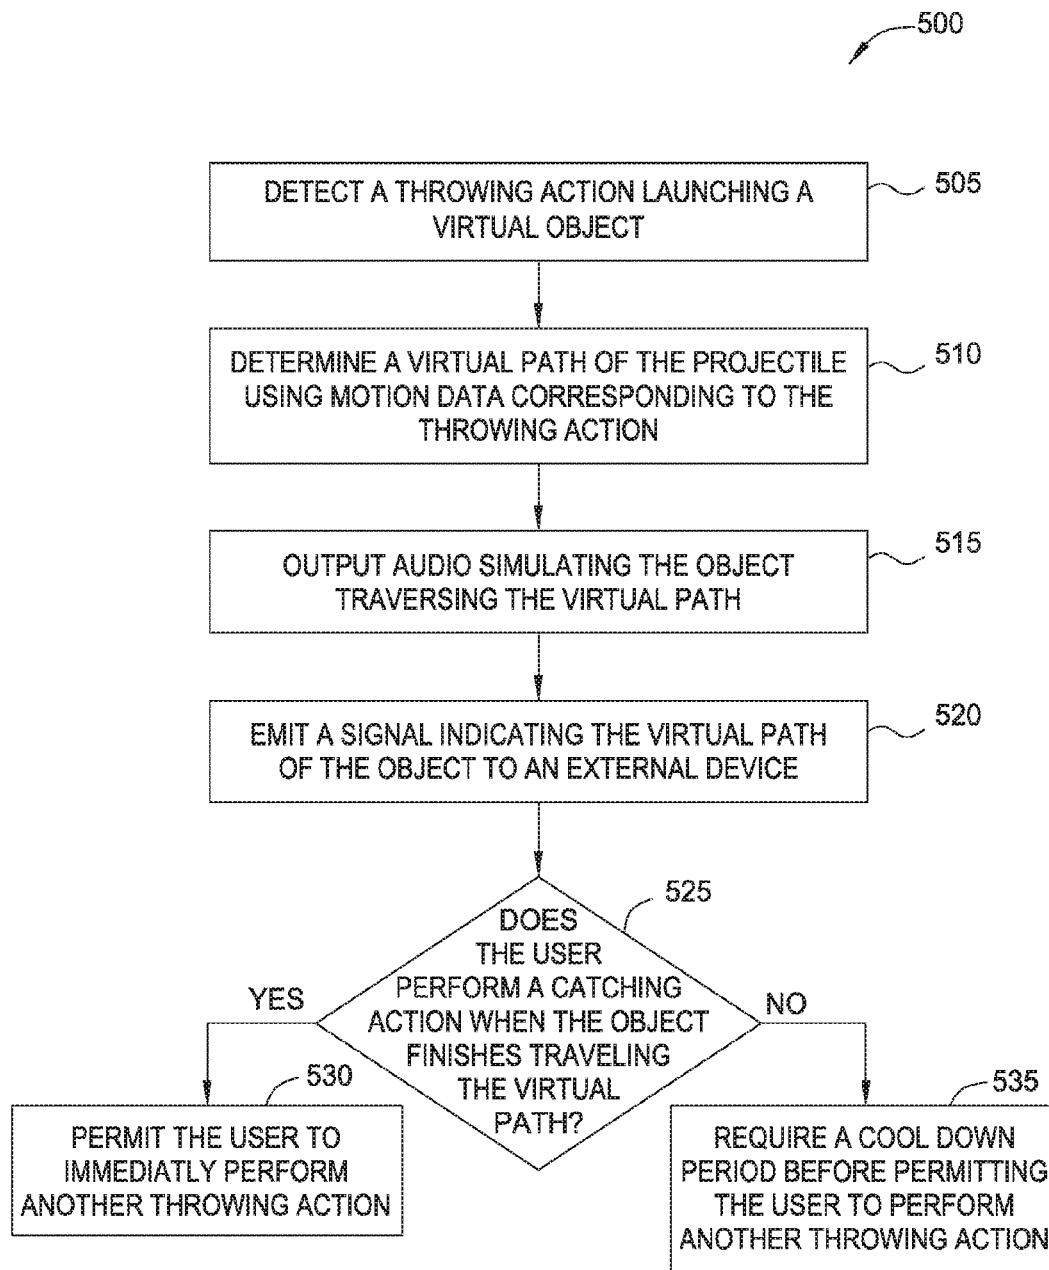 500
DETECT A THROWING ACTION LAUNCHING A
VIRTUAL OBJECT
505
DETERMINE A VIRTUAL PATH OF THE PROJECTILE
USING MOTION DATA CORRESPONDING TO THE
THROWING ACTION
510
OUTPUT AUDIO SIMULATING THE OBJECT
TRAVERSING THE VIRTUAL PATH
515
EMIT A SIGNAL INDICATING THE VIRTUAL PATH
OF THE OBJECT TO AN EXTERNAL DEVICE
520
525
DOES
THE USER
PERFORM A CATCHING
ACTION WHEN THE OBJECT
FINISHES TRAVELING
THE VIRTUAL
PATH?
YES
NO
530
PERMIT THE USER TO
IMMEDIATLY PERFORM
ANOTHER THROWING ACTION
535
REQUIRE A COOL DOWN
PERIOD BEFORE PERMITTING
THE USER TO PERFORM
ANOTHER THROWING ACTION